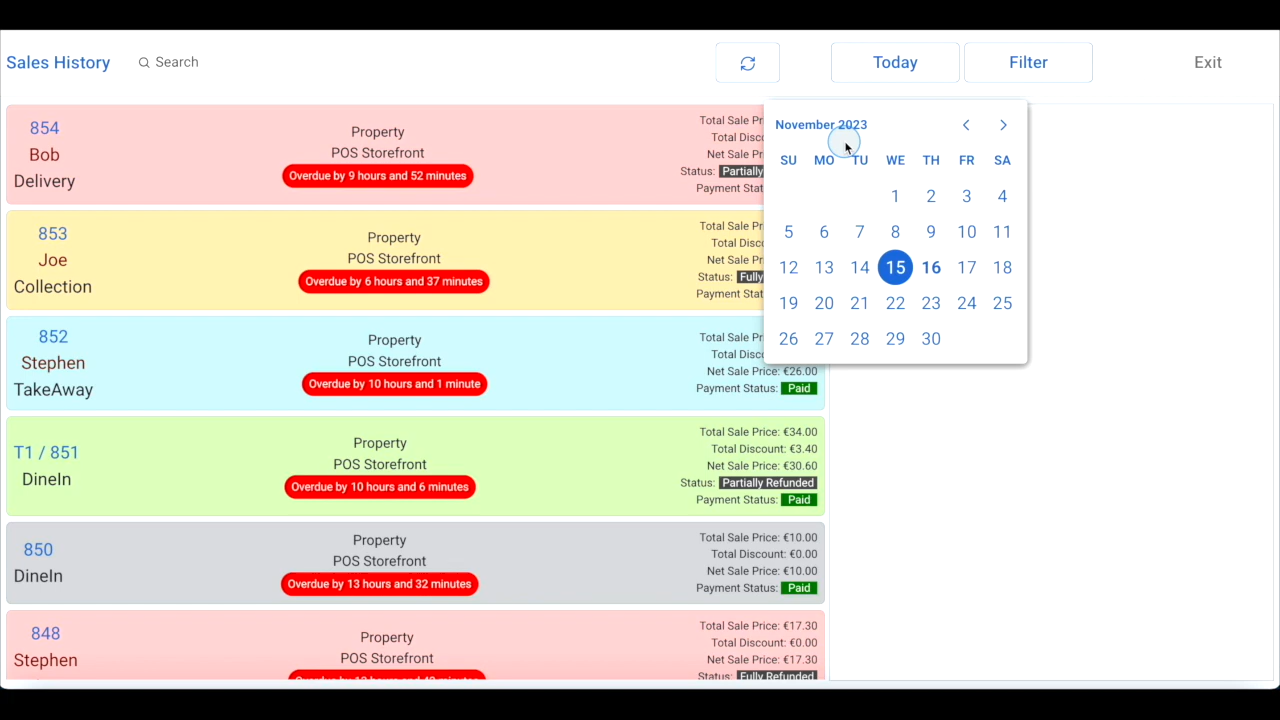 Sales History
Search
Today
Filter
Exit
854
Bob
Delivery
Property
POS Storefront
Overdue by 9 hours and 52 minutes
Total Sale Pr
Total Disco
Net Sale Pr
Status: Partially
Payment Stat
853
Joe
Collection
Property
POS Storefront
Overdue by 6 hours and 37 minutes
Total Sale Pr
Total Disco
Net Sale Pr
Status: Fully
Payment Stat
852
Stephen
TakeAway
Property
POS Storefront
Overdue by 10 hours and 1 minute
Total Sale Pr
Total Disco
Net Sale Price: €26.00
Payment Status: Paid
T1 / 851
DineIn
Property
POS Storefront
Overdue by 10 hours and 6 minutes
Total Sale Price: €34.00
Total Discount: €3.40
Net Sale Price: €30.60
Status: Partially Refunded
Payment Status: Paid
850
DineIn
Property
POS Storefront
Overdue by 13 hours and 32 minutes
Total Sale Price: €10.00
Total Discount: €0.00
Net Sale Price: €10.00
Payment Status: Paid
848
Stephen
Property
POS Storefront
Total Sale Price: €17.30
Total Discount: €0.00
Net Sale Price: €17.30
Status: Fully Refunded
November 2023
SU MO TU WE TH FR SA
1 2 3 4
5 6 7 8 9 10 11
12 13 14 15 16 17 18
19 20 21 22 23 24 25
26 27 28 29 30